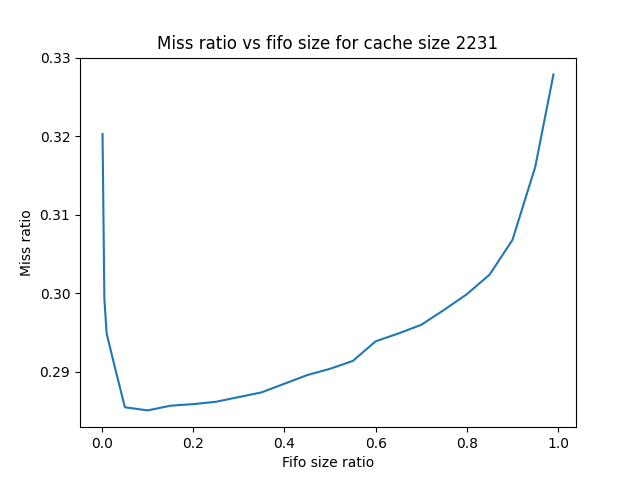 Miss ratio vs fifo size for cache size 2231
0.33
0.32
0.31
0.30
0.29
Miss ratio
0.0 0.2 0.4 0.6 0.8 1.0
Fifo size ratio